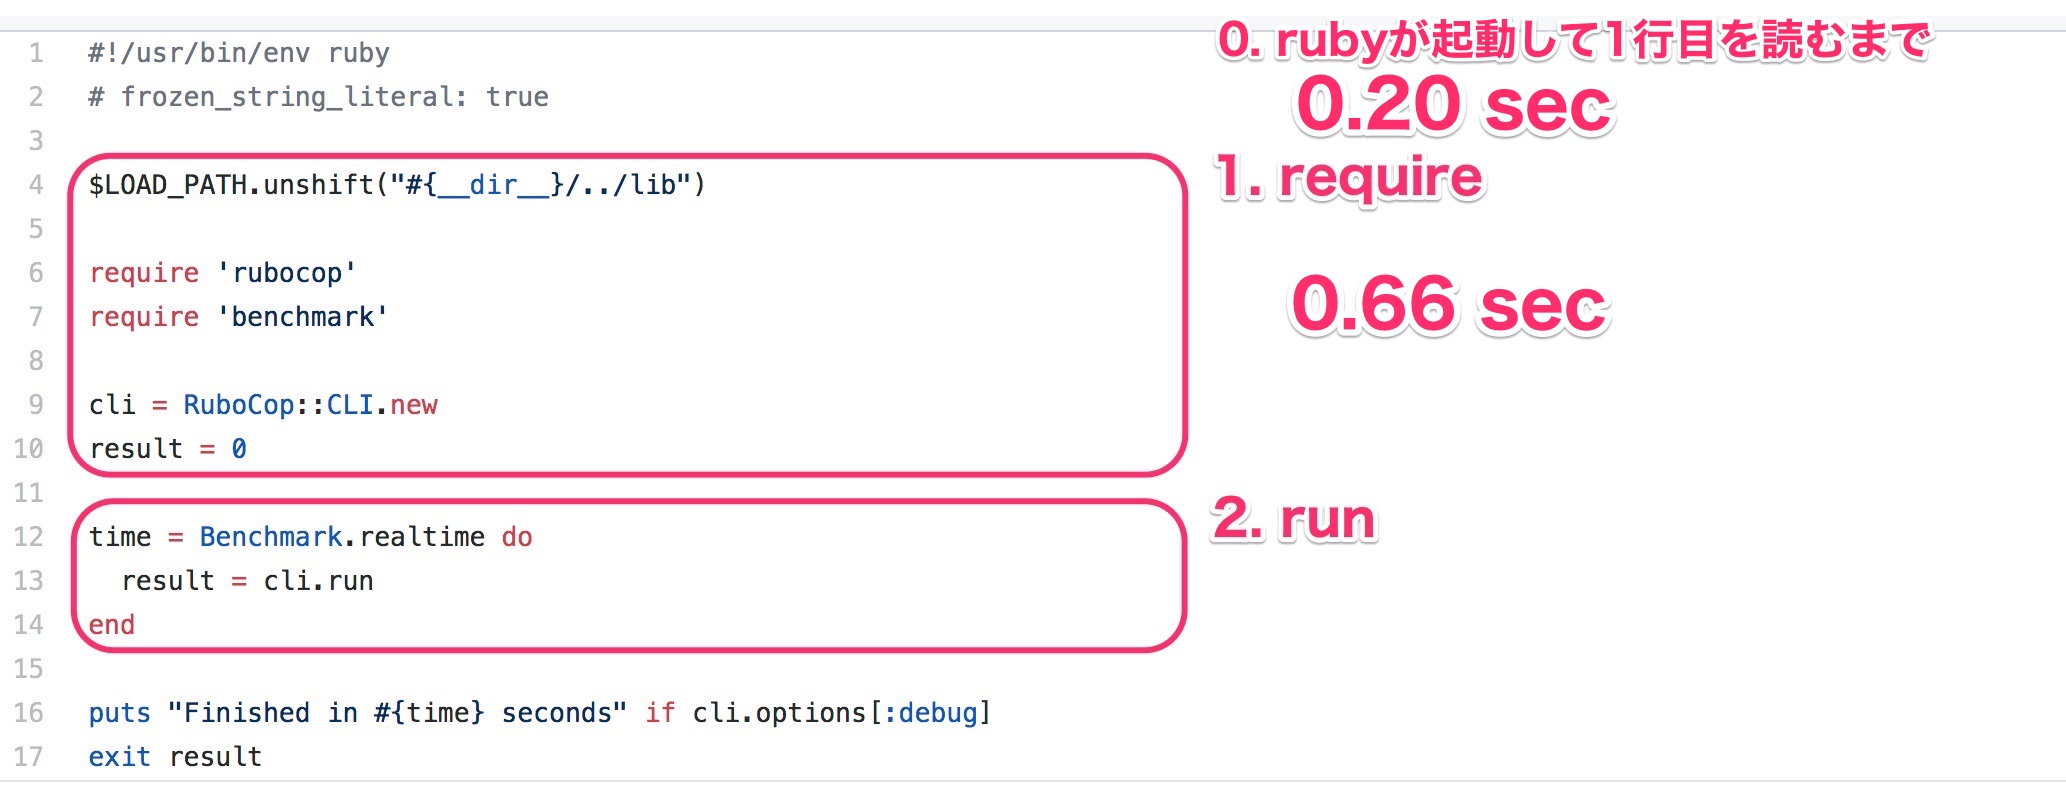 0. rubyが起動して1行目を読むまで
0.20 sec
1 #!/usr/bin/env ruby
2 # frozen_string_literal: true
3
4 $LOAD_PATH.unshift("#{__dir__}/../lib")
1. require
5
6 require 'rubocop'
7 require 'benchmark'
0.66 sec
8
9 cli = RuboCop::CLI.new
10 result = 0
11
2. run
12 time = Benchmark.realtime do
13 result = cli.run
14 end
15
16 puts "Finished in #{time} seconds" if cli.options[:debug]
17 exit result